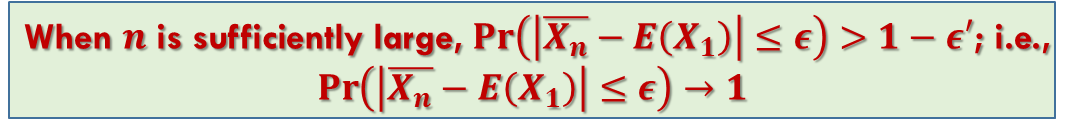 When 𝒏 is sufficiently large, 𝐏𝐫(|X̅ₙ − 𝑬(𝑿₁)| ≤ 𝝐) > 𝟏 − 𝝐′; i.e.,
𝐏𝐫(|X̅ₙ − 𝑬(𝑿₁)| ≤ 𝝐) → 𝟏